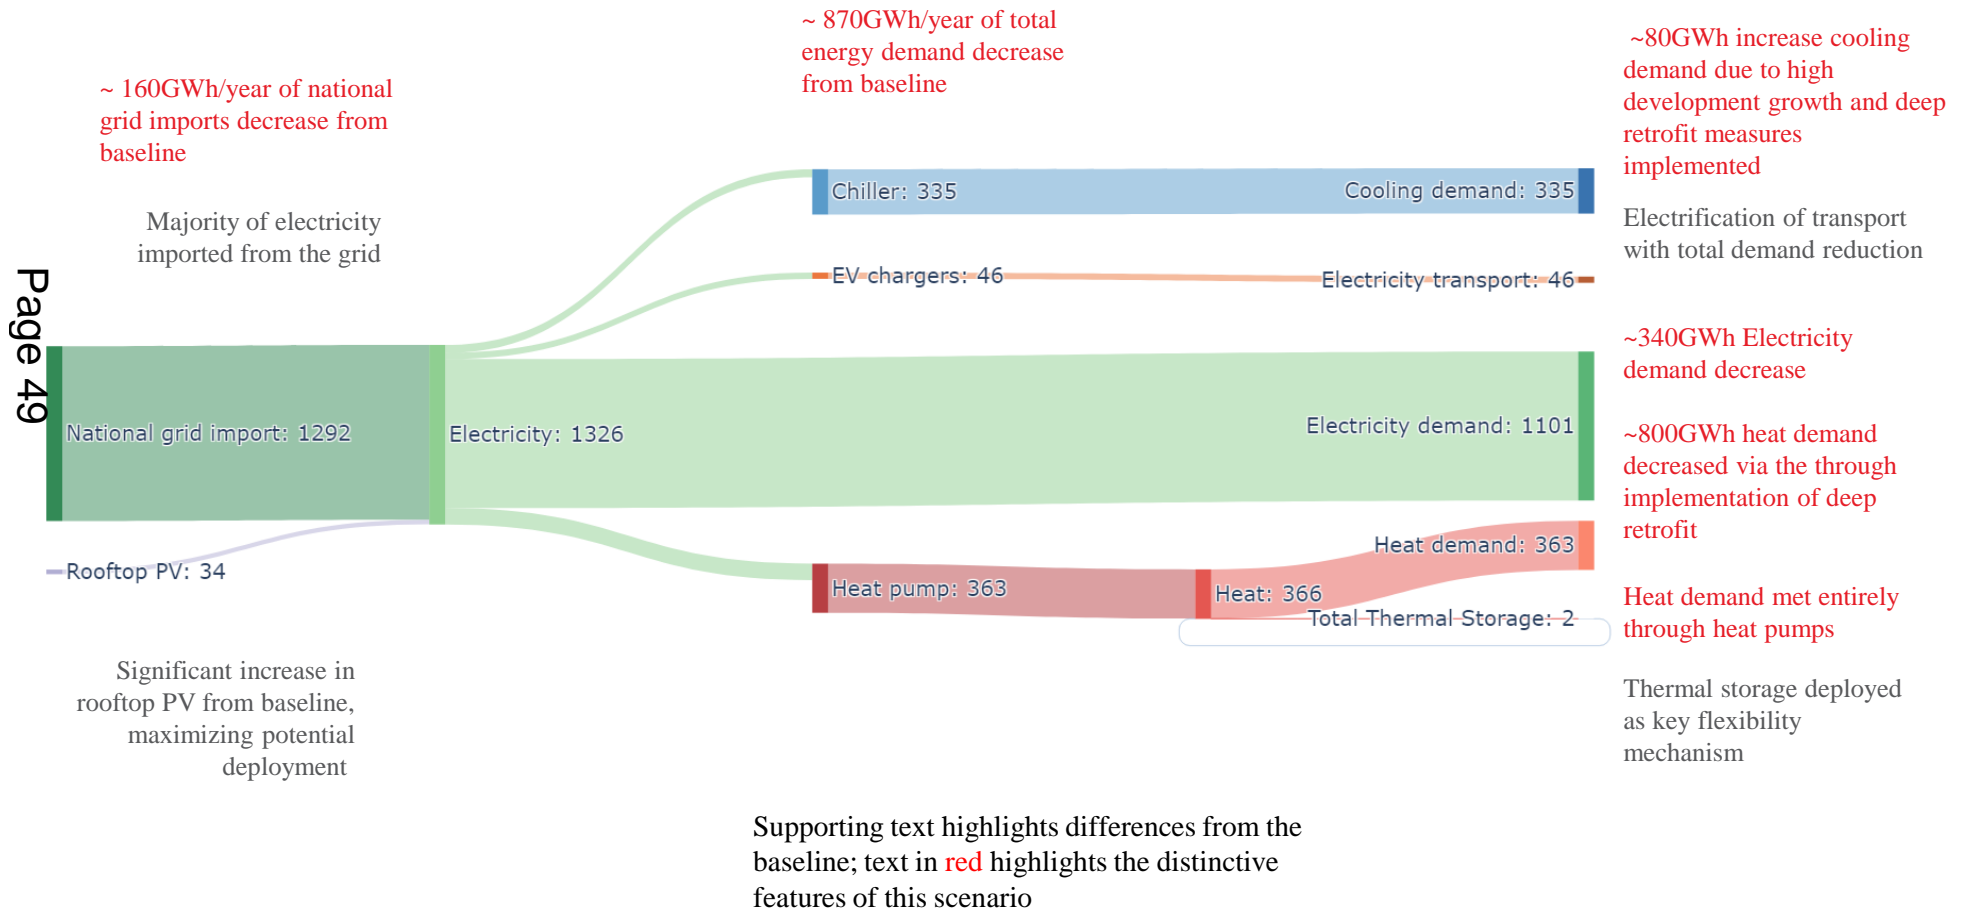 ~ 870GWh/year of total
energy demand decrease
from baseline
~80GWh increase cooling
demand due to high
development growth and deep
retrofit measures
implemented
~ 160GWh/year of national
grid imports decrease from
baseline
Chiller: 335
Cooling demand: 335
Majority of electricity
imported from the grid
Electrification of transport
with total demand reduction
EV chargers: 46
Electricity transport: 46
Page 49
~340GWh Electricity
demand decrease
National grid import: 1292
Electricity: 1326
Electricity demand: 1101
~800GWh heat demand
decreased via the through
implementation of deep
retrofit
Rooftop PV: 34
Heat pump: 363
Heat: 366
Heat demand: 363
Total Thermal Storage: 2
Heat demand met entirely
through heat pumps
Significant increase in
rooftop PV from baseline,
maximizing potential
deployment
Thermal storage deployed
as key flexibility
mechanism
Supporting text highlights differences from the
baseline; text in red highlights the distinctive
features of this scenario